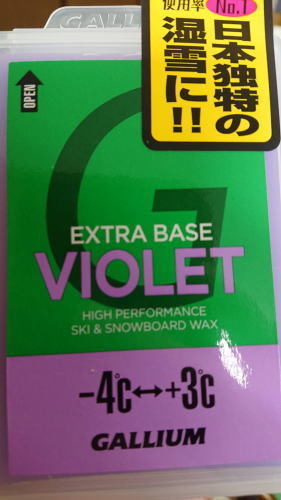 GALLIUM
使用率 No.1
日本独特の
湿雪に!!
OPEN
G
EXTRA BASE
VIOLET
HIGH PERFORMANCE
SKI & SNOWBOARD WAX
-4℃↔+3℃
GALLIUM